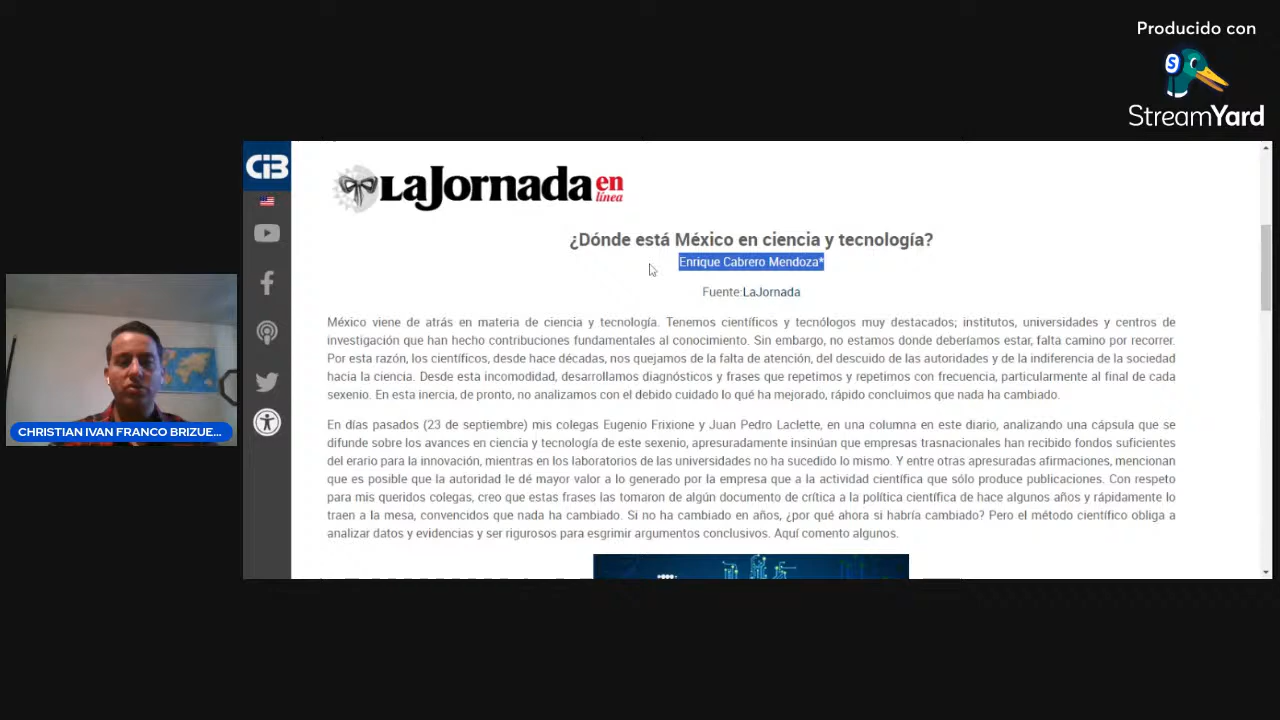 Producido con
S
StreamYard
CiB
LaJornada en línea
¿Dónde está México en ciencia y tecnología?
Enrique Cabrero Mendoza*
Fuente:LaJornada
México viene de atrás en materia de ciencia y tecnología. Tenemos científicos y tecnólogos muy destacados; institutos, universidades y centros de
investigación que han hecho contribuciones fundamentales al conocimiento. Sin embargo, no estamos donde deberíamos estar, falta camino por recorrer.
Por esta razón, los científicos, desde hace décadas, nos quejamos de la falta de atención, del descuido de las autoridades y de la indiferencia de la sociedad
hacia la ciencia. Desde esta incomodidad, desarrollamos diagnósticos y frases que repetimos y repetimos con frecuencia, particularmente al final de cada
sexenio. En esta inercia, de pronto, no analizamos con el debido cuidado lo qué ha mejorado, rápido concluimos que nada ha cambiado.
En días pasados (23 de septiembre) mis colegas Eugenio Frixione y Juan Pedro Laclette, en una columna en este diario, analizando una cápsula que se
difunde sobre los avances en ciencia y tecnología de este sexenio, apresuradamente insinúan que empresas trasnacionales han recibido fondos suficientes
del erario para la innovación, mientras en los laboratorios de las universidades no ha sucedido lo mismo. Y entre otras apresuradas afirmaciones, mencionan
que es posible que la autoridad le dé mayor valor a lo generado por la empresa que a la actividad científica que sólo produce publicaciones. Con respeto
para mis queridos colegas, creo que estas frases las tomaron de algún documento de crítica a la política científica de hace algunos años y rápidamente lo
traen a la mesa, convencidos que nada ha cambiado. Si no ha cambiado en años, ¿por qué ahora si habría cambiado? Pero el método científico obliga a
analizar datos y evidencias y ser rigurosos para esgrimir argumentos conclusivos. Aquí comento algunos.
CHRISTIAN IVAN FRANCO BRIZUE...